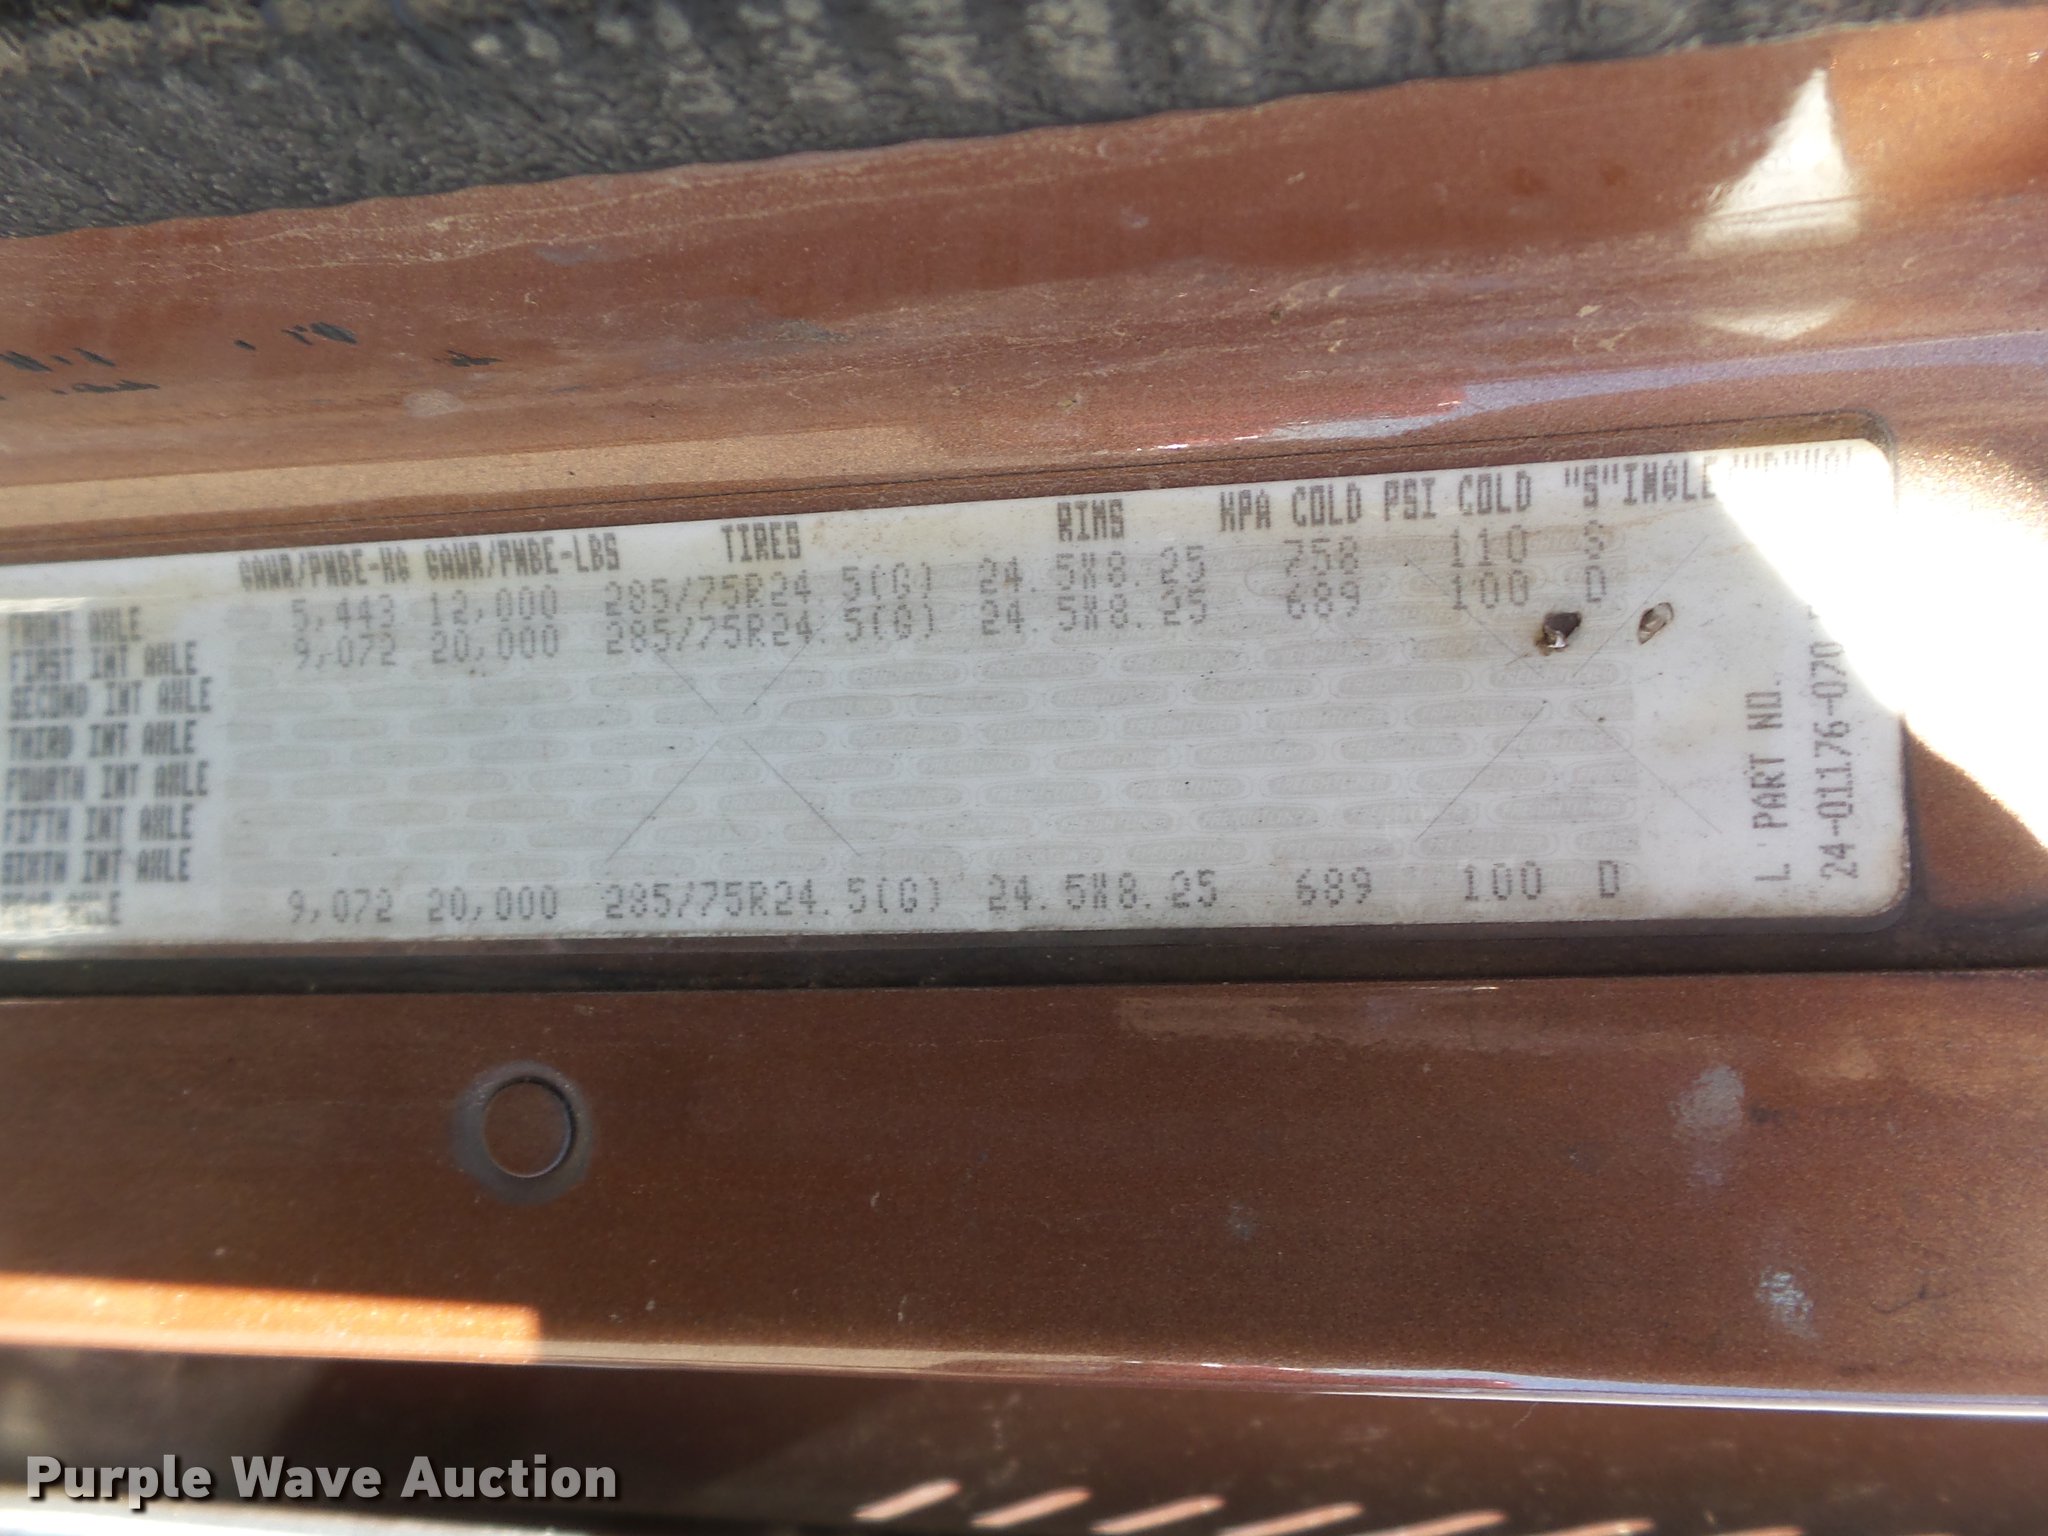 GAWR/PNBE-KG GAWR/PNBE-LBS TIRES RIMS KPA COLD PSI COLD "S"INGLE
FRONT AXLE 5,443 12,000 285/75R24.5(G) 24.5X8.25 758 110 S
FIRST INT AXLE 9,072 20,000 285/75R24.5(G) 24.5X8.25 689 100 D
SECOND INT AXLE
THIRD INT AXLE
FOURTH INT AXLE
FIFTH INT AXLE
SIXTH INT AXLE
9,072 20,000 285/75R24.5(G) 24.5X8.25 689 100 D
PART NO.
24-01176-070
Purple Wave Auction